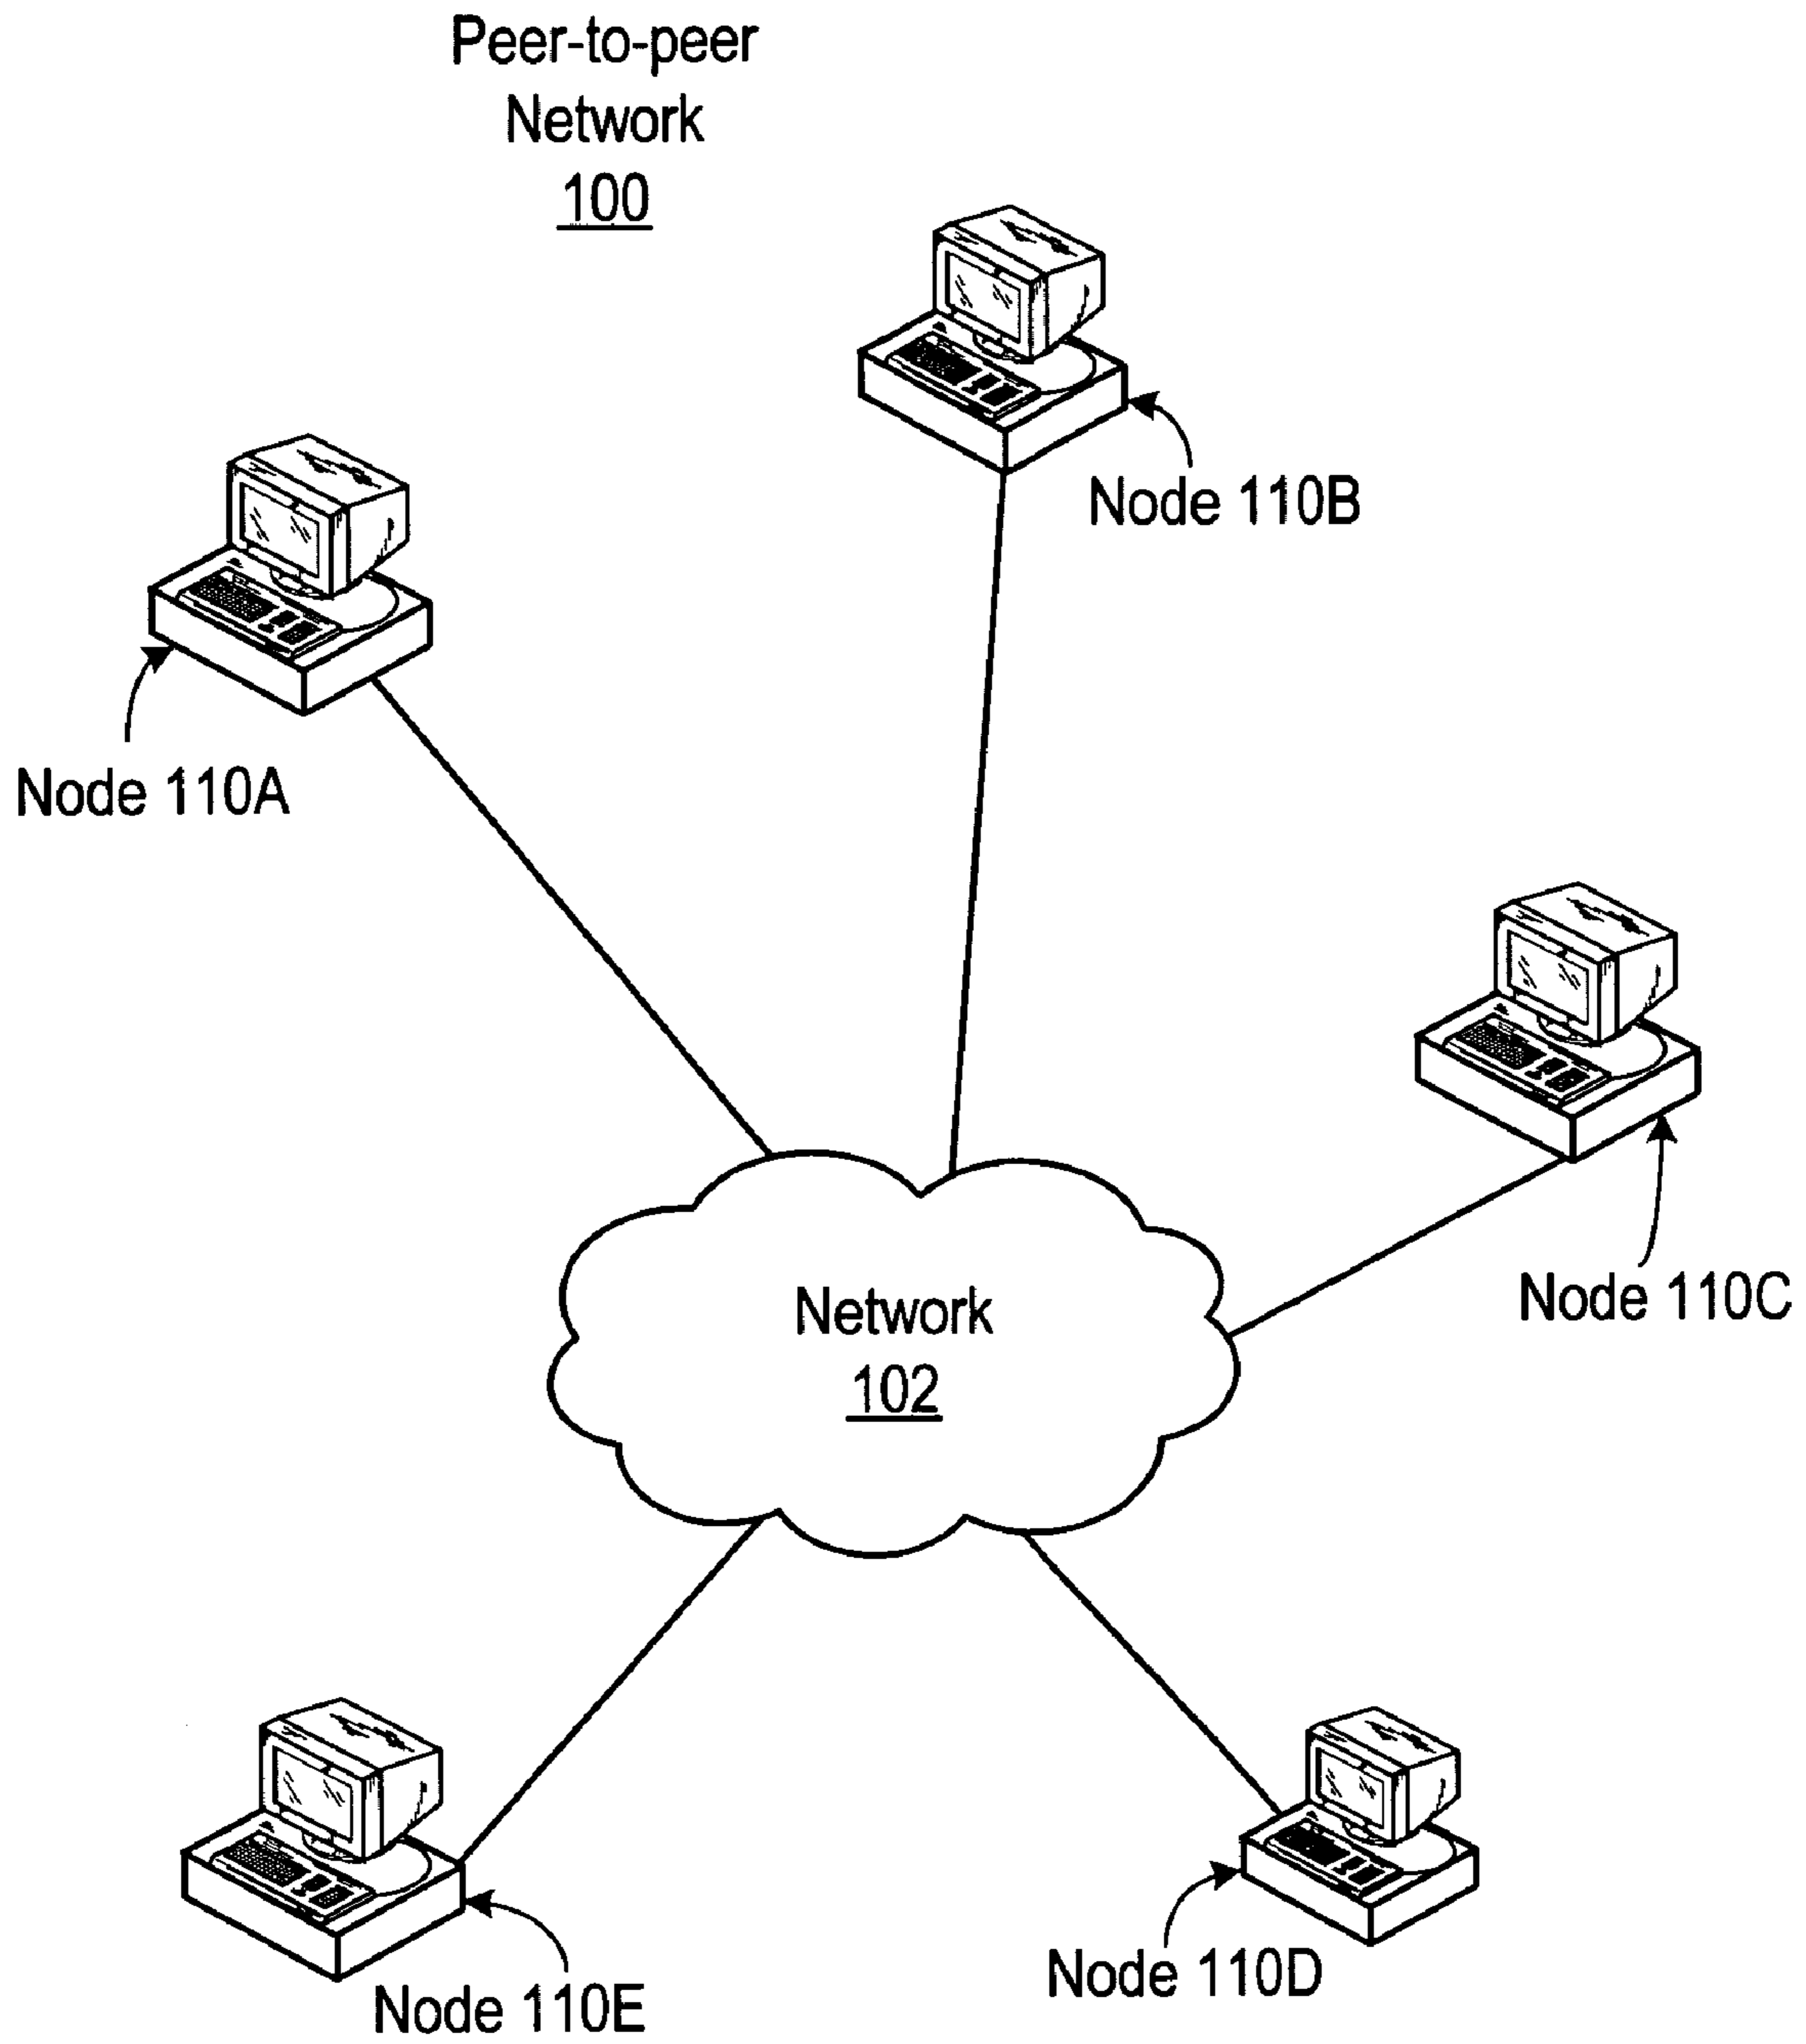 Peer-to-peer
Network
100
Node 110B
Node 110A
Node 110C
Network
102
Node 110D
Node 110E